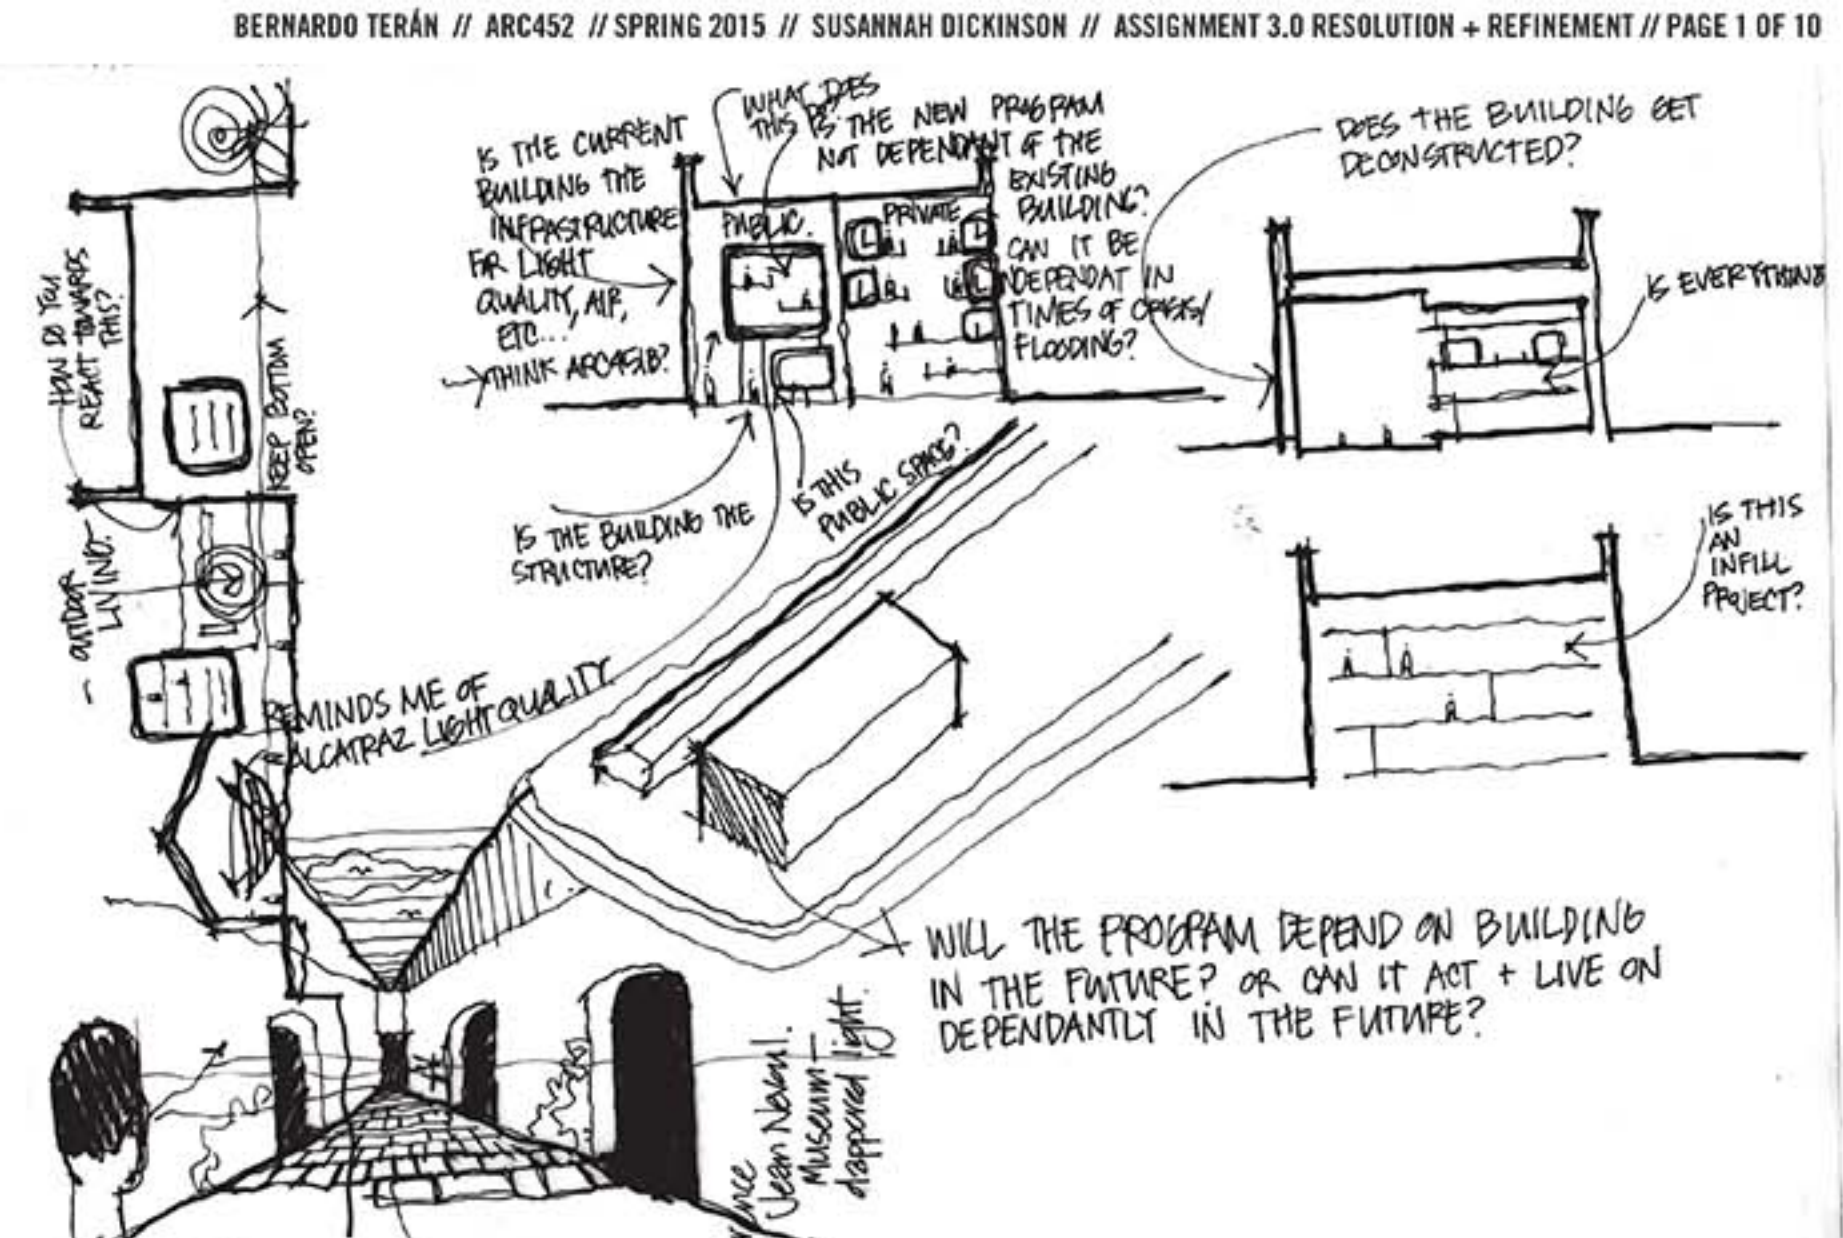 BERNARDO TERÁN // ARC452 // SPRING 2015 // SUSANNAH DICKINSON // ASSIGNMENT 3.0 RESOLUTION + REFINEMENT // PAGE 1 OF 10
HOW DO YOU
REACT TOWARDS
THIS?
KEEP BOTTOM
OPEN?
- OUTDOOR
LIVING.
IS THE CURRENT
BUILDING THE
INFRASTRUCTURE
FOR LIGHT
QUALITY, AIR,
ETC...
THINK ARC451B?
WHAT DOES
THIS DO?
IS THE NEW PROGRAM
NOT DEPENDANT OF THE
EXISTING
BUILDING?
CAN IT BE
DEPENDAT IN
TIMES OF CRISIS/
FLOODING?
PUBLIC.
PRIVATE
DOES THE BUILDING GET
DECONSTRUCTED?
IS EVERYTHING
IS THE BUILDING THE
STRUCTURE?
IS THIS
PUBLIC SPACE?
IS THIS
AN
INFILL
PROJECT?
REMINDS ME OF
ALCATRAZ LIGHT QUALITY.
WILL THE PROGRAM DEPEND ON BUILDING
IN THE FUTURE? OR CAN IT ACT + LIVE ON
DEPENDANTLY IN THE FUTURE?
Jean Novul.
Museum -
dappered light.